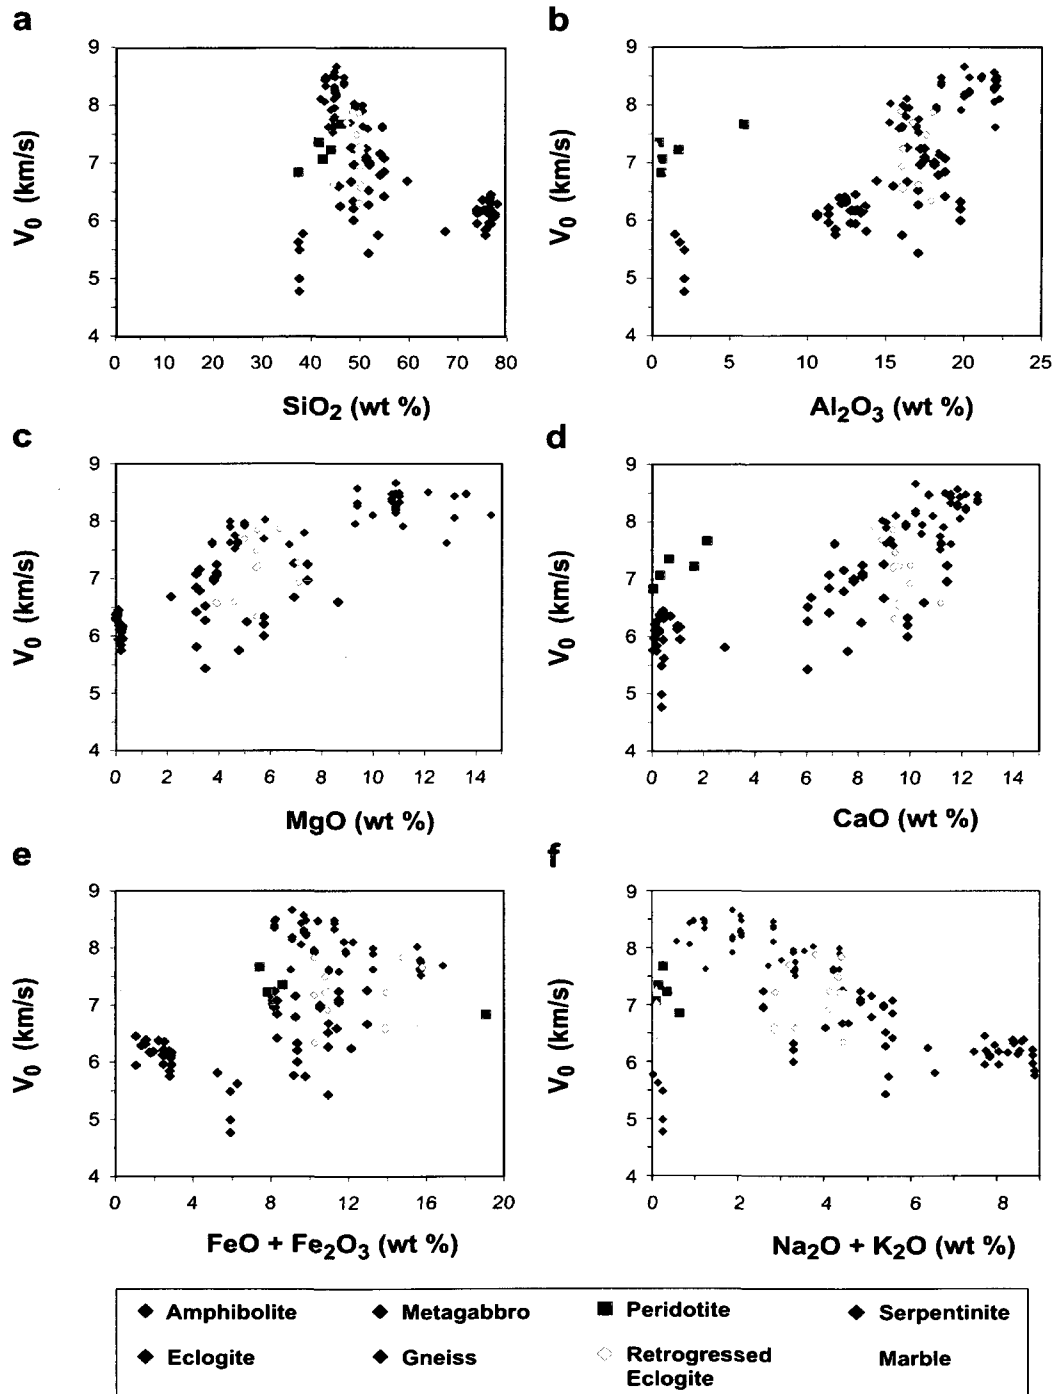 a
9
8
7
6
5
4
V0 (km/s)
0 10 20 30 40 50 60 70 80
SiO2 (wt %)
b
9
8
7
6
5
4
V0 (km/s)
0 5 10 15 20 25
Al2O3 (wt %)
c
9
8
7
6
5
4
V0 (km/s)
0 2 4 6 8 10 12 14
MgO (wt %)
d
9
8
7
6
5
4
V0 (km/s)
0 2 4 6 8 10 12 14
CaO (wt %)
e
9
8
7
6
5
4
V0 (km/s)
0 4 8 12 16 20
FeO + Fe2O3 (wt %)
f
9
8
7
6
5
4
V0 (km/s)
0 2 4 6 8
Na2O + K2O (wt %)
Amphibolite Metagabbro Peridotite Serpentinite
Eclogite Gneiss Retrogressed Marble
Eclogite